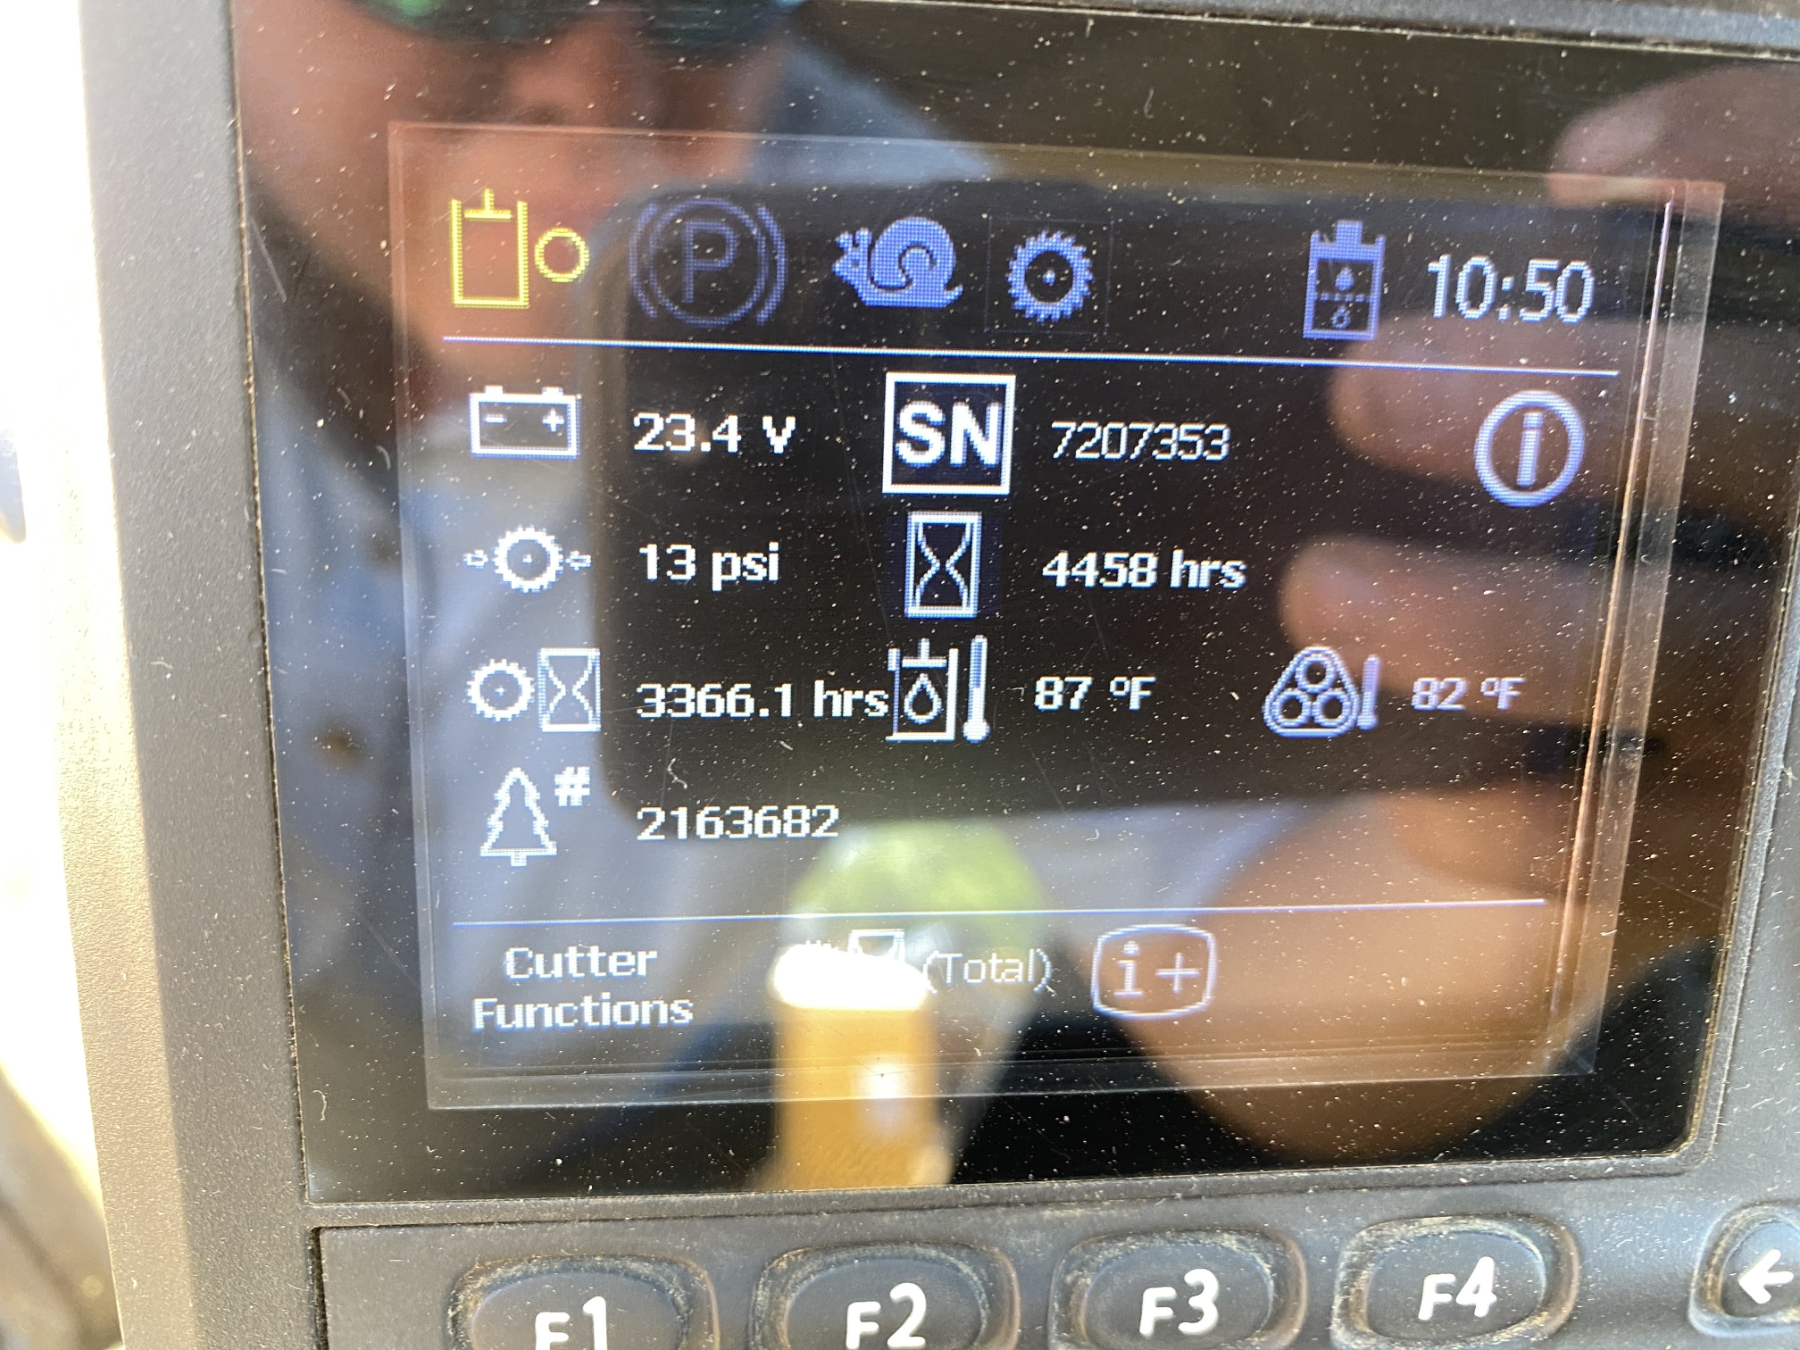 P 10:50
- + 23.4 V SN 7207353 i
13 psi 4458 hrs
3366.1 hrs 87 °F 82 °F
# 2163682
Cutter Functions (Total) i+
F1 F2 F3 F4 ←